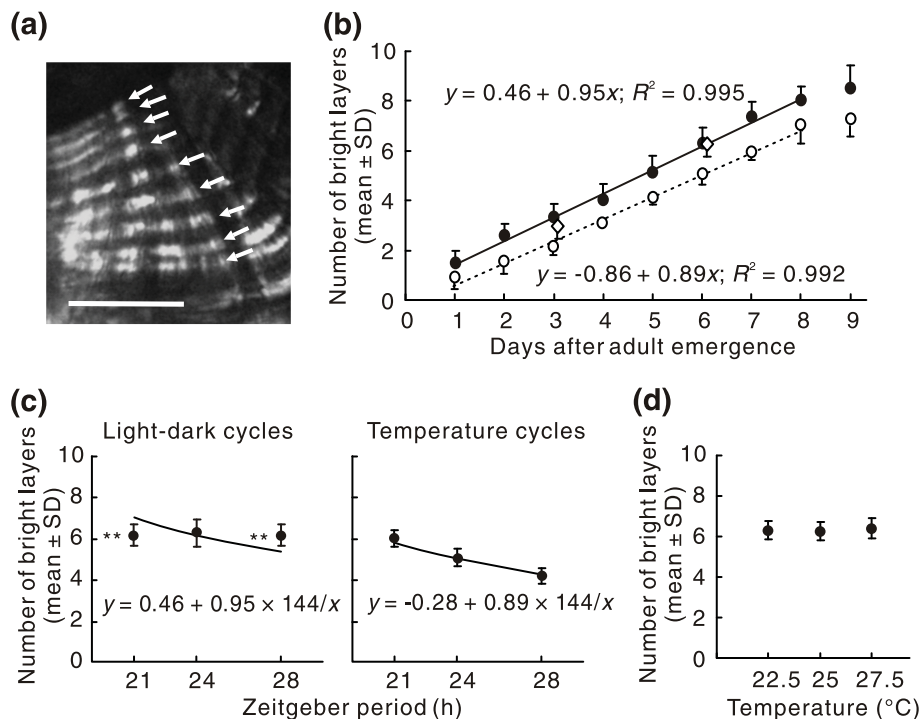 (a)
(b)
Number of bright layers
(mean ± SD)
10
8
6
4
2
0
y = 0.46 + 0.95x; R² = 0.995
y = -0.86 + 0.89x; R² = 0.992
0 1 2 3 4 5 6 7 8 9
Days after adult emergence
(c)
Light-dark cycles
Temperature cycles
Number of bright layers
(mean ± SD)
10
8
6
4
2
0
** **
y = 0.46 + 0.95 × 144/x
y = -0.28 + 0.89 × 144/x
21 24 28 21 24 28
Zeitgeber period (h)
(d)
Number of bright layers
(mean ± SD)
10
8
6
4
2
0
22.5 25 27.5
Temperature (°C)